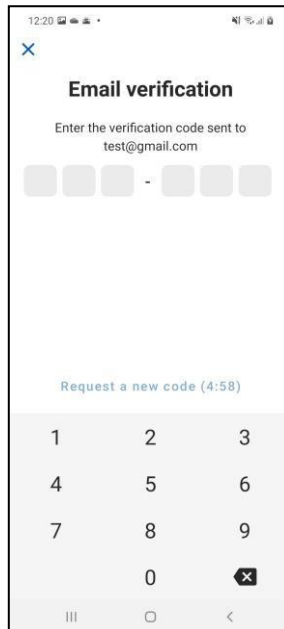 12:20
Email verification
Enter the verification code sent to
test@gmail.com
-
Request a new code (4:58)
1 2 3
4 5 6
7 8 9
0